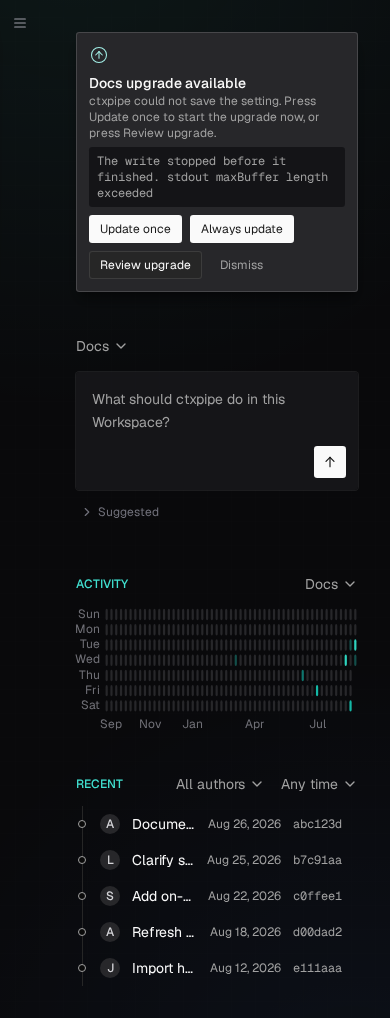 Docs upgrade available
ctxpipe could not save the setting. Press
Update once to start the upgrade now, or
press Review upgrade.
The write stopped before it
finished. stdout maxBuffer length
exceeded
Update once
Always update
Review upgrade
Dismiss
Docs
What should ctxpipe do in this
Workspace?
Suggested
ACTIVITY
Docs
Sun
Mon
Tue
Wed
Thu
Fri
Sat
Sep Nov Jan Apr Jul
RECENT
All authors
Any time
A Docume... Aug 26, 2026 abc123d
L Clarify s... Aug 25, 2026 b7c91aa
S Add on-... Aug 22, 2026 c0ffee1
A Refresh ... Aug 18, 2026 d00dad2
J Import h... Aug 12, 2026 e111aaa